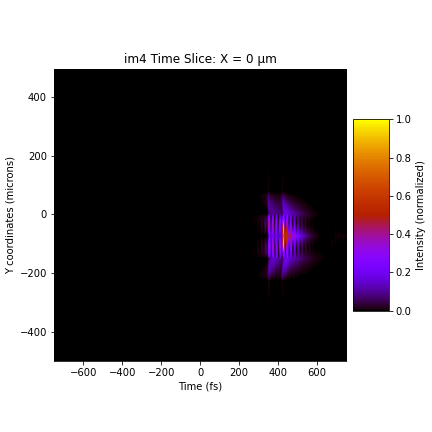 im4 Time Slice: X = 0 μm
Y coordinates (microns)
400
200
0
−200
−400
−600 −400 −200 0 200 400 600
Time (fs)
1.0
0.8
0.6
0.4
0.2
0.0
Intensity (normalized)